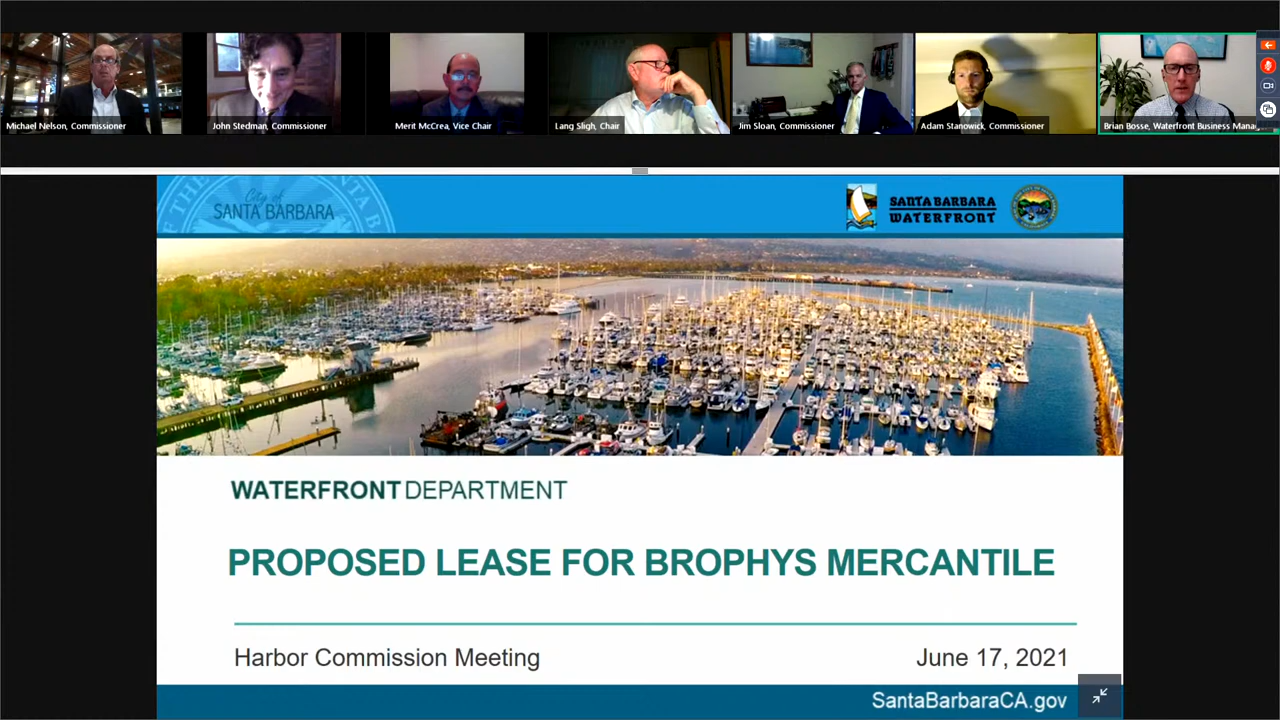 Michael Nelson, Commissioner
John Stedman, Commissioner
Merit McCrea, Vice Chair
Lang Sligh, Chair
Jim Sloan, Commissioner
Adam Stanowick, Commissioner
Brian Bosse, Waterfront Business
City of
SANTA BARBARA
SANTA BARBARA
WATERFRONT
WATERFRONT DEPARTMENT
PROPOSED LEASE FOR BROPHYS MERCANTILE
Harbor Commission Meeting
June 17, 2021
SantaBarbaraCA.gov